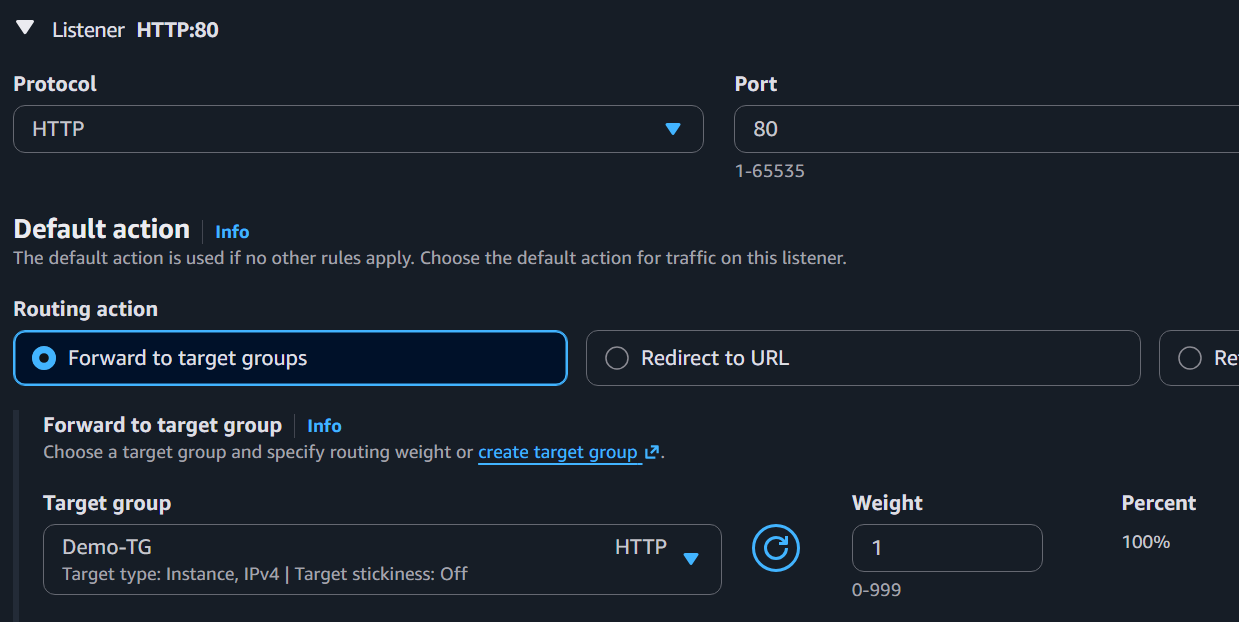 Listener HTTP:80
Protocol
Port
HTTP
80
1-65535
Default action Info
The default action is used if no other rules apply. Choose the default action for traffic on this listener.
Routing action
Forward to target groups
Redirect to URL
Forward to target group Info
Choose a target group and specify routing weight or create target group.
Target group
Weight
Percent
Demo-TG HTTP
Target type: Instance, IPv4 | Target stickiness: Off
1
100%
0-999